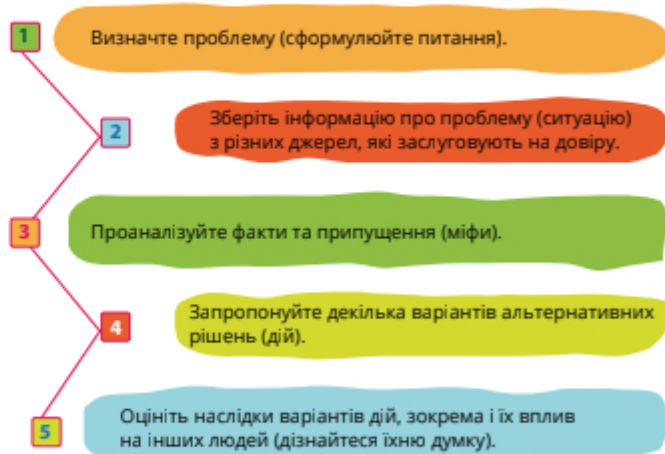 1
Визначте проблему (сформулюйте питання).
2
Зберіть інформацію про проблему (ситуацію)
з різних джерел, які заслуговують на довіру.
3
Проаналізуйте факти та припущення (міфи).
4
Запропонуйте декілька варіантів альтернативних
рішень (дій).
5
Оцініть наслідки варіантів дій, зокрема і їх вплив
на інших людей (дізнайтеся їхню думку).